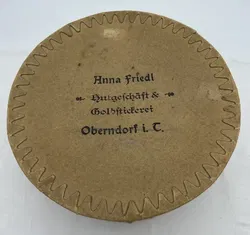 Anna Friedl
Hutgeschäft &
Goldstickerei
Oberndorf i. T.